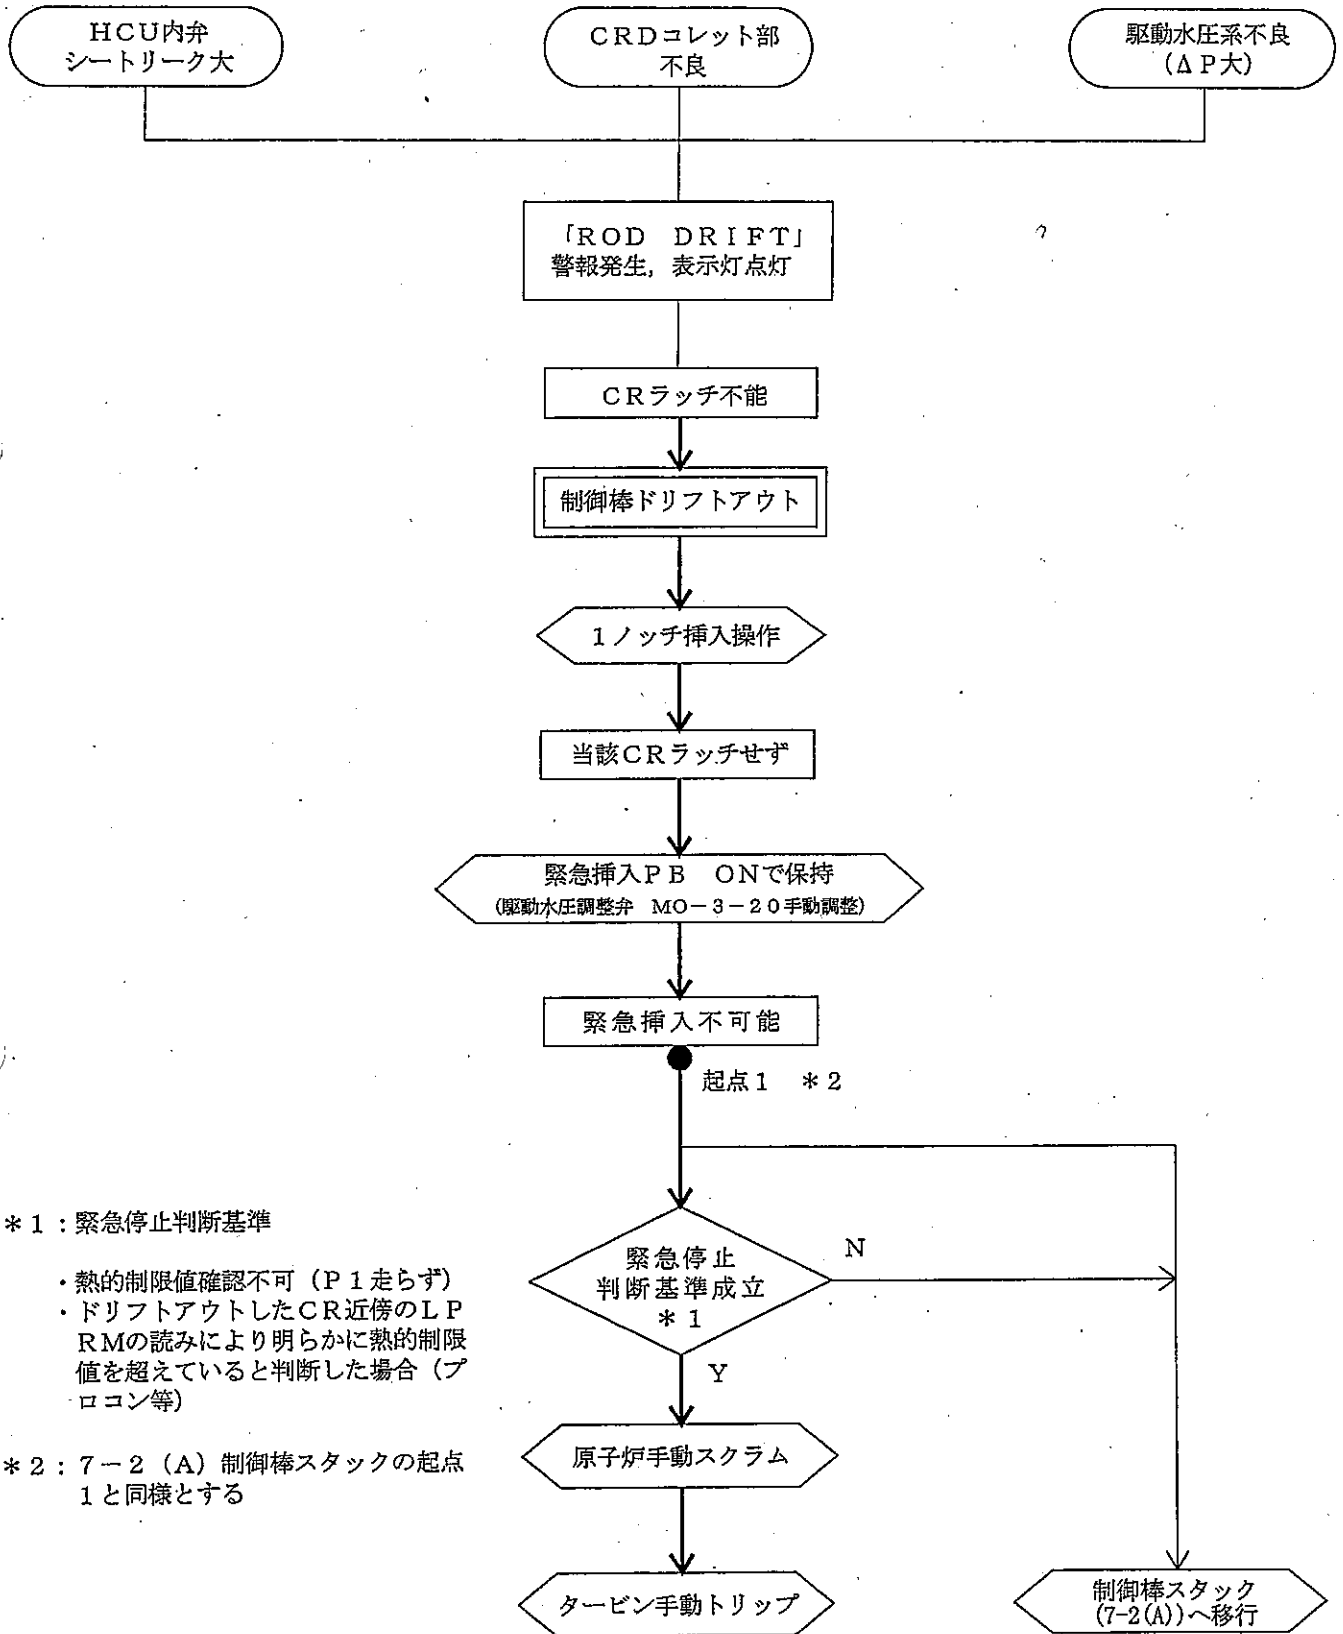 HCU内弁
シートリーク大
CRDコレット部
不良
駆動水圧系不良
(ΔP大)
「ROD DRIFT」
警報発生，表示灯点灯
CRラッチ不能
制御棒ドリフトアウト
1ノッチ挿入操作
当該CRラッチせず
緊急挿入PB ONで保持
(駆動水圧調整弁 MO－3－20手動調整)
緊急挿入不可能
起点1 ＊2
緊急停止
判断基準成立
＊1
N
Y
＊1：緊急停止判断基準
・熱的制限値確認不可（P1走らず）
・ドリフトアウトしたCR近傍のLP
RMの読みにより明らかに熱的制限
値を超えていると判断した場合（プ
ロコン等）
＊2：7－2（A）制御棒スタックの起点
1と同様とする
原子炉手動スクラム
タービン手動トリップ
制御棒スタック
(7-2(A))へ移行